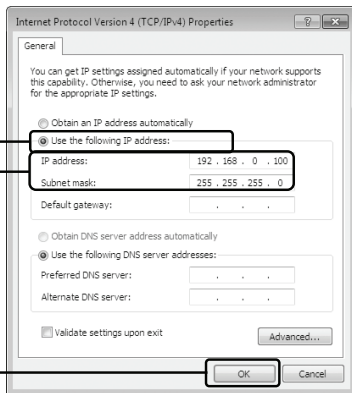 Internet Protocol Version 4 (TCP/IPv4) Properties
General
You can get IP settings assigned automatically if your network supports
this capability. Otherwise, you need to ask your network administrator
for the appropriate IP settings.
Obtain an IP address automatically
Use the following IP address:
IP address: 192 . 168 . 0 . 100
Subnet mask: 255 . 255 . 255 . 0
Default gateway: . . .
Obtain DNS server address automatically
Use the following DNS server addresses:
Preferred DNS server: . . .
Alternate DNS server: . . .
Validate settings upon exit
Advanced...
OK Cancel